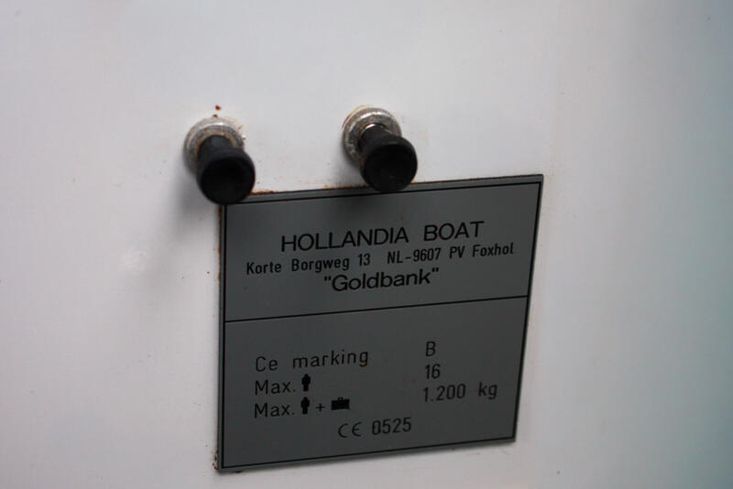 HOLLANDIA BOAT
Korte Borgweg 13 NL-9607 PV Foxhol
"Goldbank"
Ce marking B
Max. 16
Max. + 1.200 kg
CE 0525